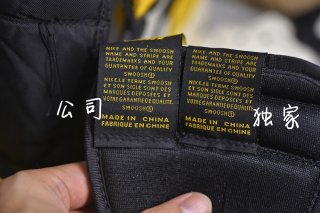 NIKE AND THE SWOOSH
NAME AND STRIPE ARE
TRADEMARKS AND YOUR
GUARANTEE OF QUALITY
SWOOSH®
NIKE LE TERME SWOOSH
ET SON SIGLE SONT DES
MARQUES DEPOSEES ET
VOTRE GARANTIE DE QUALITE
SWOOSH®
MADE IN CHINA
FABRIQUE EN CHINE
NIKE AND THE SWOOSH
NAME AND STRIPE ARE
TRADEMARKS AND YOUR
GUARANTEE OF QUALITY
SWOOSH®
NIKE LE TERME SWOOSH
ET SON SIGLE SONT DES
MARQUES DEPOSEES ET
VOTRE GARANTIE DE QUALITE
SWOOSH®
MADE IN CHINA
FABRIQUE EN CHINE
公司
独家